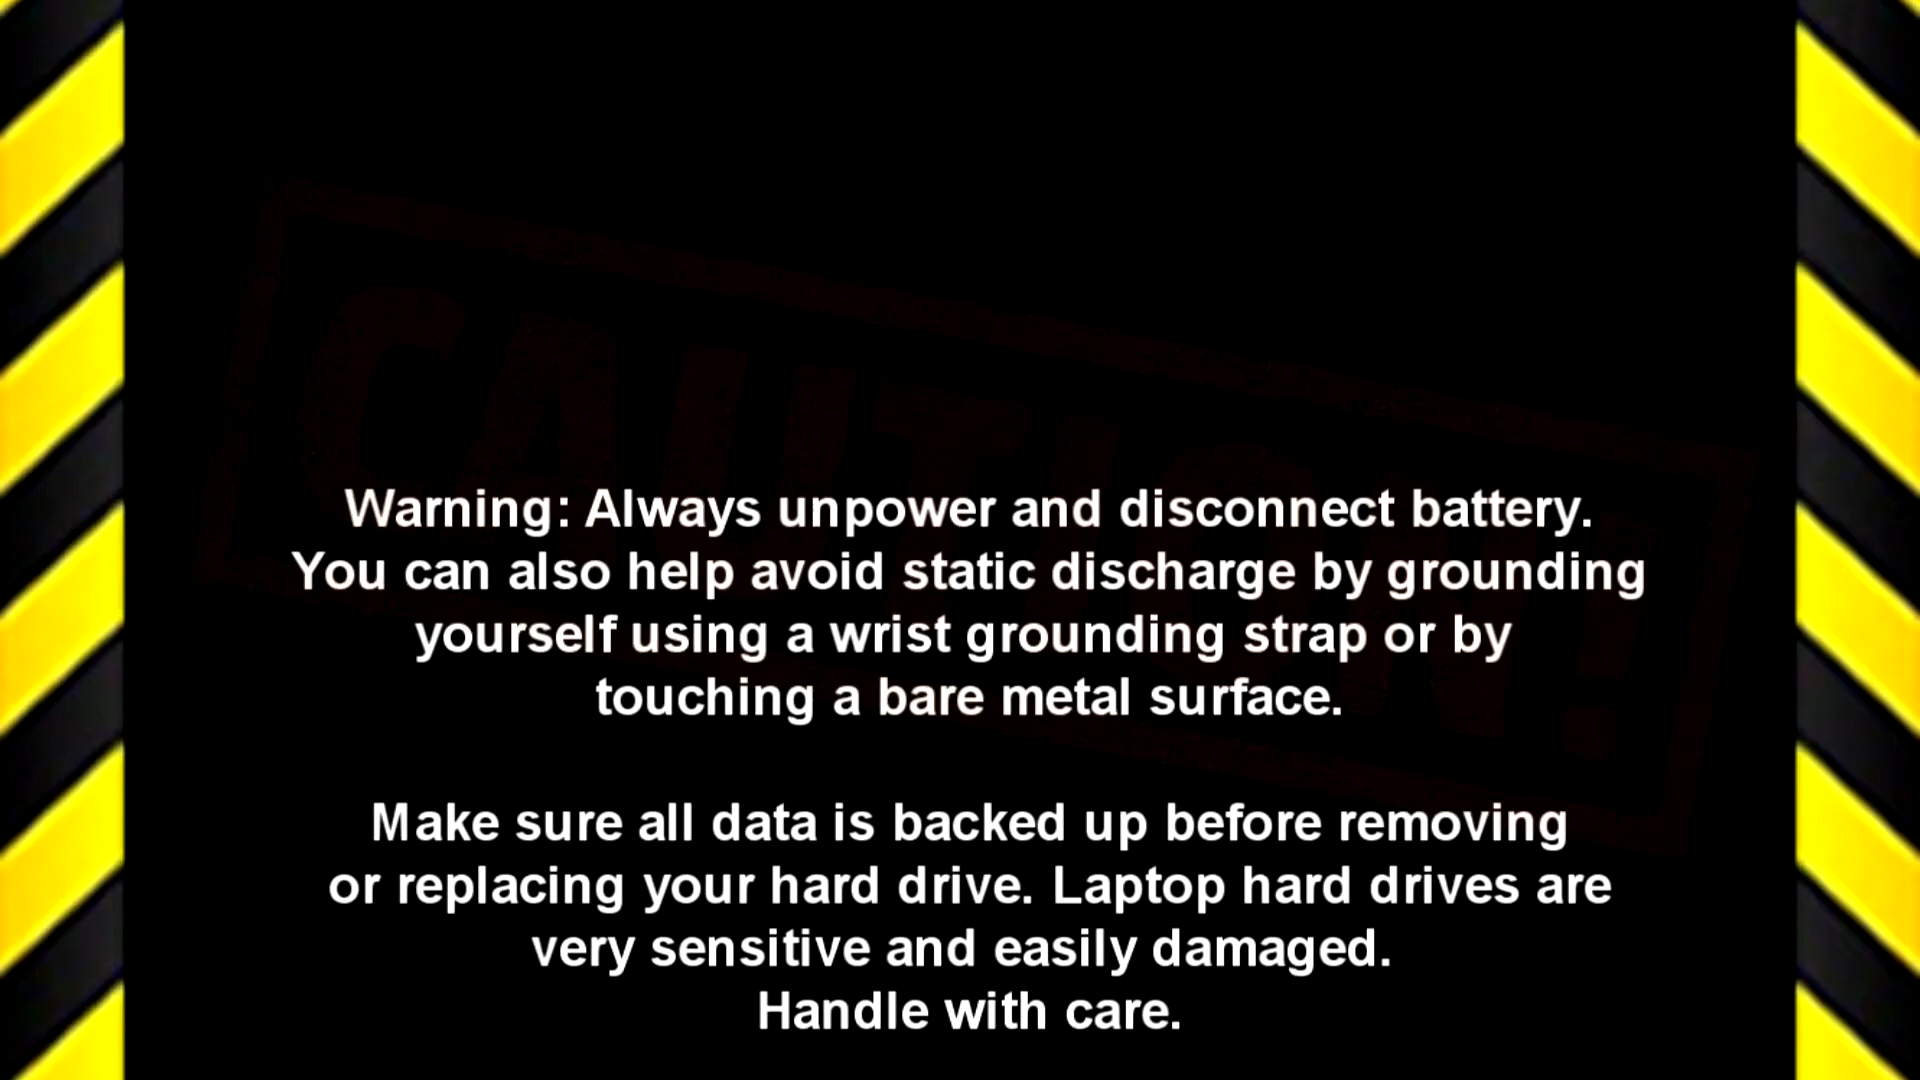 CAUTION!
Warning: Always unpower and disconnect battery.
You can also help avoid static discharge by grounding
yourself using a wrist grounding strap or by
touching a bare metal surface.
Make sure all data is backed up before removing
or replacing your hard drive. Laptop hard drives are
very sensitive and easily damaged.
Handle with care.